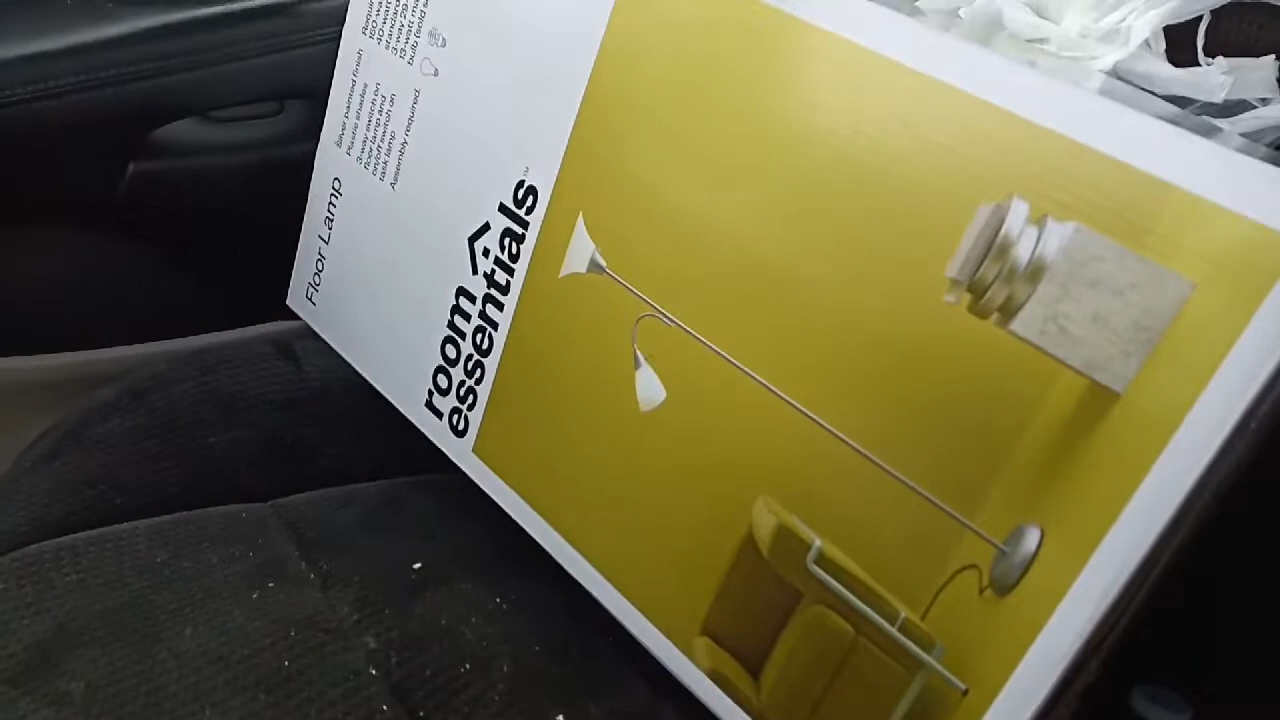 Floor Lamp
Silver painted finish
Plastic shades
3-way switch on
floor lamp and
on/off switch on
task lamp
Assembly required.
room
essentials™